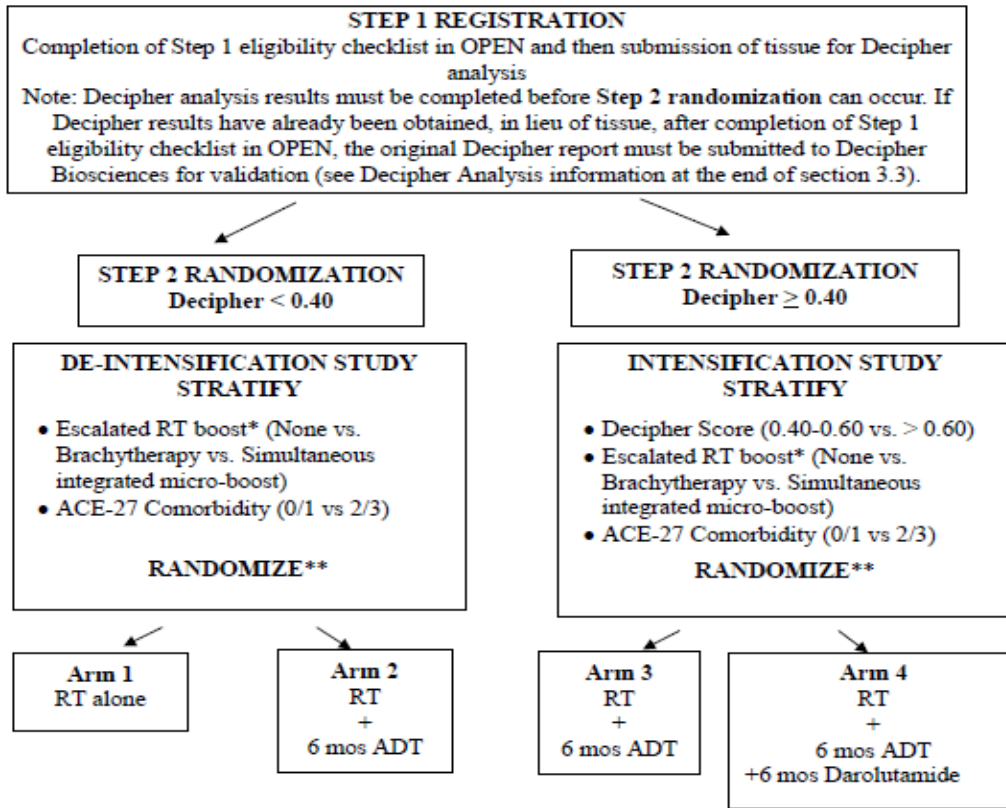 STEP 1 REGISTRATION
Completion of Step 1 eligibility checklist in OPEN and then submission of tissue for Decipher
analysis
Note: Decipher analysis results must be completed before Step 2 randomization can occur. If
Decipher results have already been obtained, in lieu of tissue, after completion of Step 1
eligibility checklist in OPEN, the original Decipher report must be submitted to Decipher
Biosciences for validation (see Decipher Analysis information at the end of section 3.3).
STEP 2 RANDOMIZATION
Decipher < 0.40
DE-INTENSIFICATION STUDY
STRATIFY
• Escalated RT boost* (None vs.
Brachytherapy vs. Simultaneous
integrated micro-boost)
• ACE-27 Comorbidity (0/1 vs 2/3)
RANDOMIZE**
Arm 1
RT alone
Arm 2
RT
+
6 mos ADT
STEP 2 RANDOMIZATION
Decipher ≥ 0.40
INTENSIFICATION STUDY
STRATIFY
• Decipher Score (0.40-0.60 vs. > 0.60)
• Escalated RT boost* (None vs.
Brachytherapy vs. Simultaneous
integrated micro-boost)
• ACE-27 Comorbidity (0/1 vs 2/3)
RANDOMIZE**
Arm 3
RT
+
6 mos ADT
Arm 4
RT
+
6 mos ADT
+6 mos Darolutamide